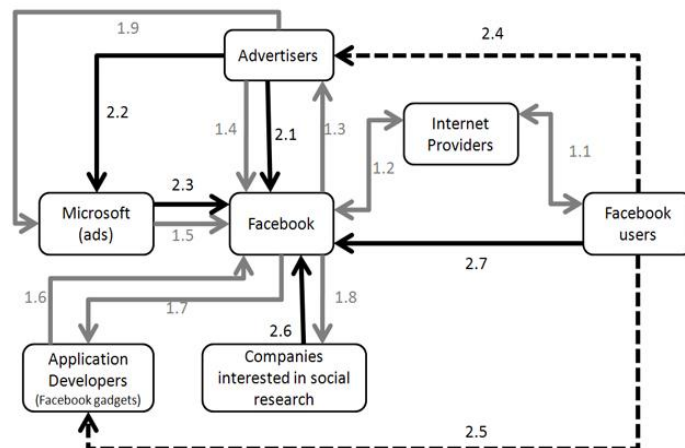 1.9
Advertisers
2.4
2.2
1.4
2.1
1.3
Internet
Providers
1.2
1.1
2.3
Microsoft
(ads)
1.5
Facebook
Facebook
users
2.7
1.6
1.7
1.8
2.6
Application
Developers
(Facebook gadgets)
Companies
interested in social
research
2.5